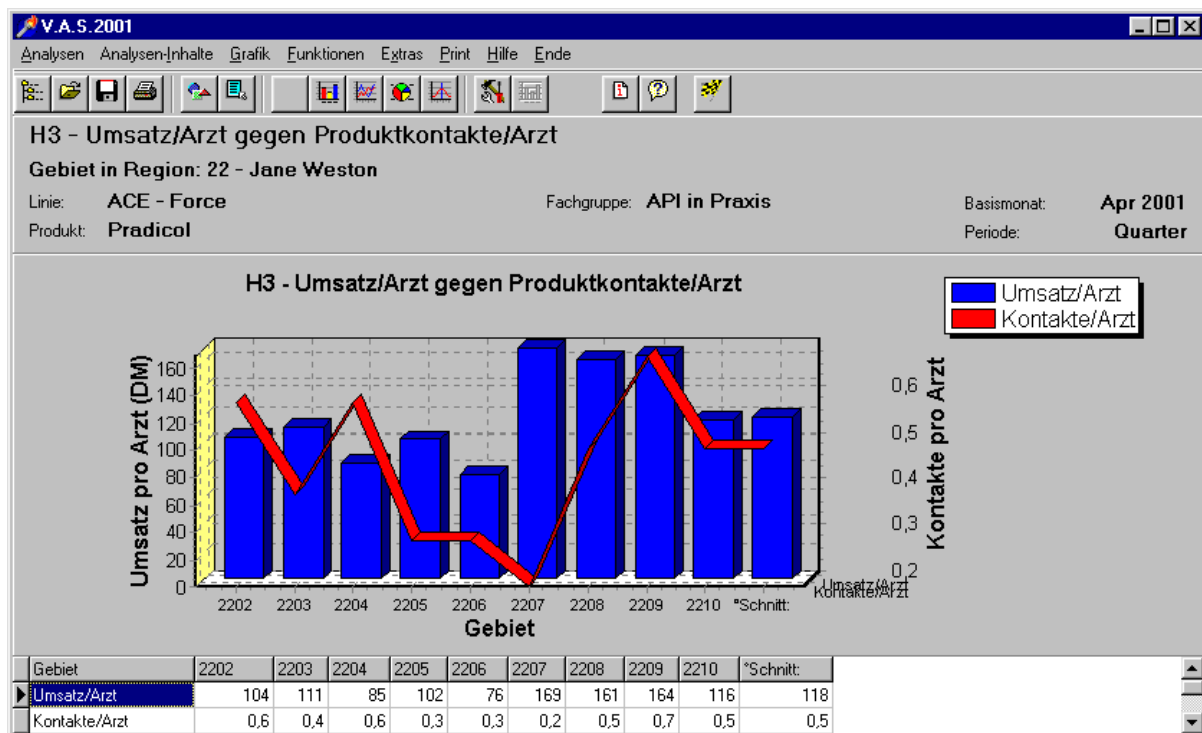 V.A.S.2001
Analysen Analysen-Inhalte Grafik Funktionen Extras Print Hilfe Ende
H3 - Umsatz/Arzt gegen Produktkontakte/Arzt
Gebiet in Region: 22 - Jane Weston
Linie: ACE - Force Fachgruppe: API in Praxis Basismonat: Apr 2001
Produkt: Pradicol Periode: Quarter
H3 - Umsatz/Arzt gegen Produktkontakte/Arzt
Umsatz/Arzt
Kontakte/Arzt
Umsatz pro Arzt (DM)
160
140
120
100
80
60
40
20
0
Kontakte pro Arzt
0,6
0,5
0,4
0,3
0,2
Umsatz/Arzt
Kontakte/Arzt
2202 2203 2204 2205 2206 2207 2208 2209 2210 °Schnitt:
Gebiet
Gebiet 2202 2203 2204 2205 2206 2207 2208 2209 2210 °Schnitt:
Umsatz/Arzt 104 111 85 102 76 169 161 164 116 118
Kontakte/Arzt 0,6 0,4 0,6 0,3 0,3 0,2 0,5 0,7 0,5 0,5